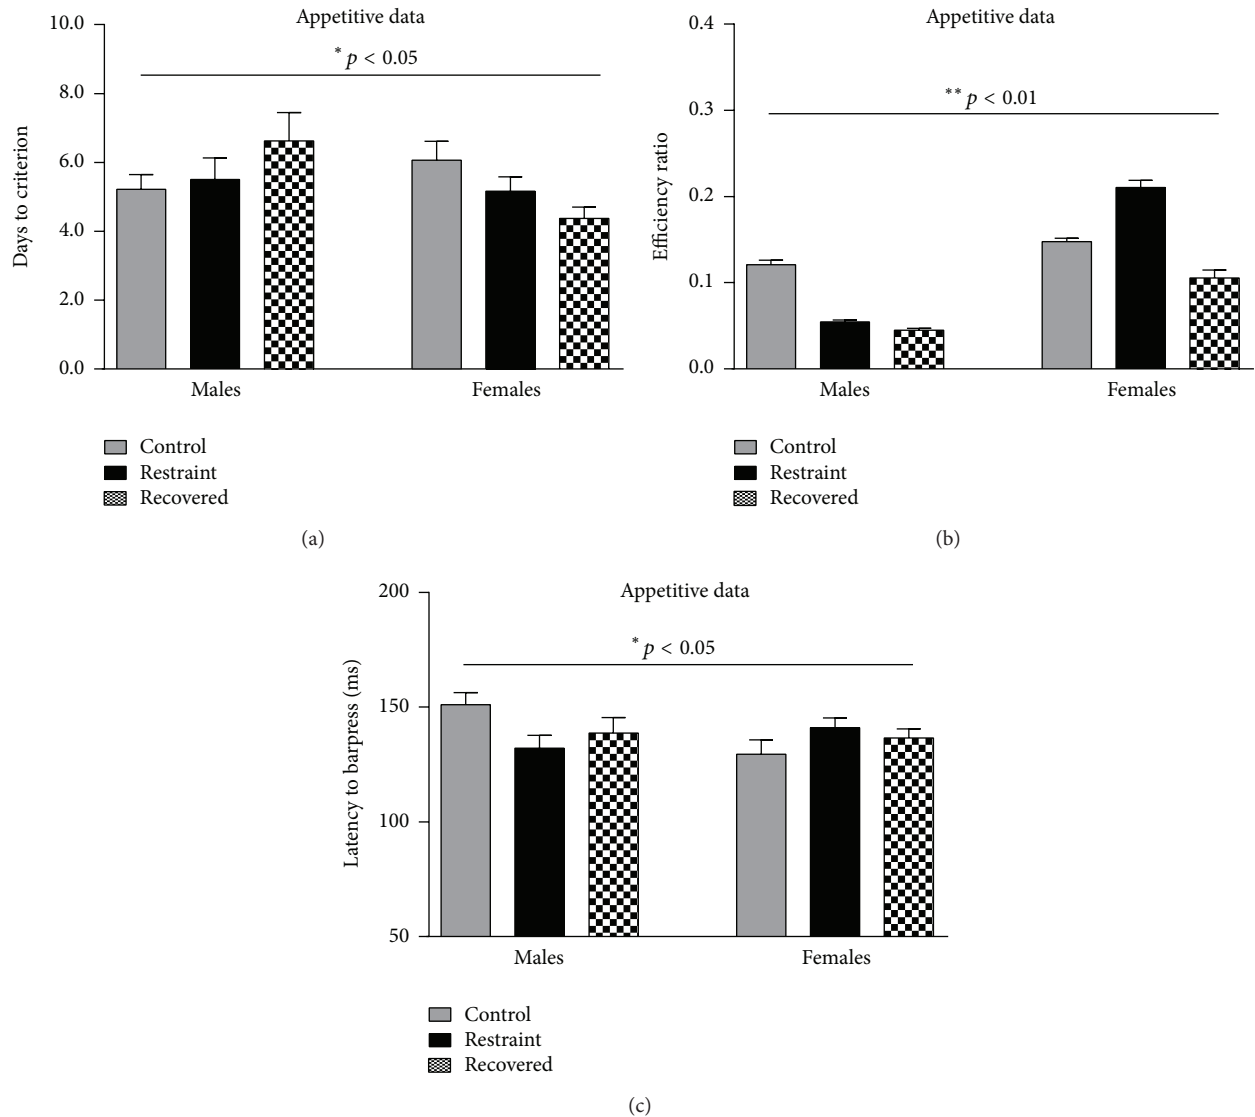 Appetitive data
* p < 0.05
Days to criterion
10.0
8.0
6.0
4.0
2.0
0.0
Males Females
Control
Restraint
Recovered
(a)
Appetitive data
** p < 0.01
Efficiency ratio
0.4
0.3
0.2
0.1
0.0
Males Females
Control
Restraint
Recovered
(b)
Appetitive data
* p < 0.05
Latency to barpress (ms)
200
150
100
50
Males Females
Control
Restraint
Recovered
(c)